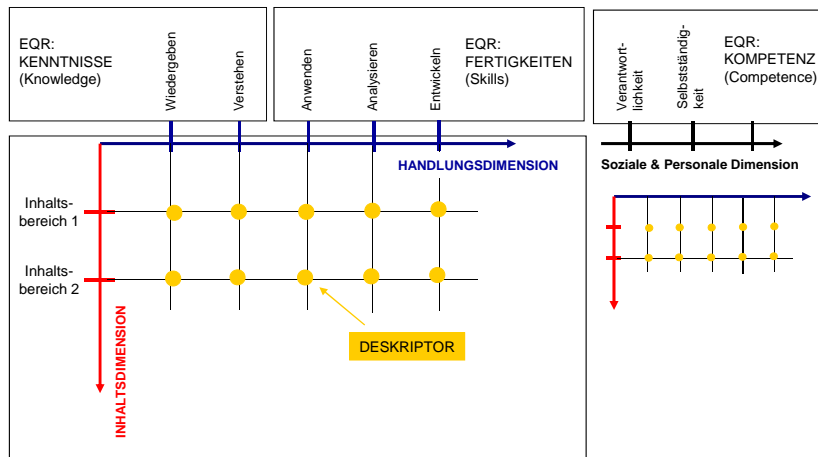 EQR:
KENNTNISSE
(Knowledge)
Wiedergeben
Verstehen
Anwenden
Analysieren
Entwickeln
EQR:
FERTIGKEITEN
(Skills)
Verantwort-
lichkeit
Selbstständig-
keit
EQR:
KOMPETENZ
(Competence)
HANDLUNGSDIMENSION
Soziale & Personale Dimension
Inhalts-
bereich 1
Inhalts-
bereich 2
DESKRIPTOR
INHALTSDIMENSION